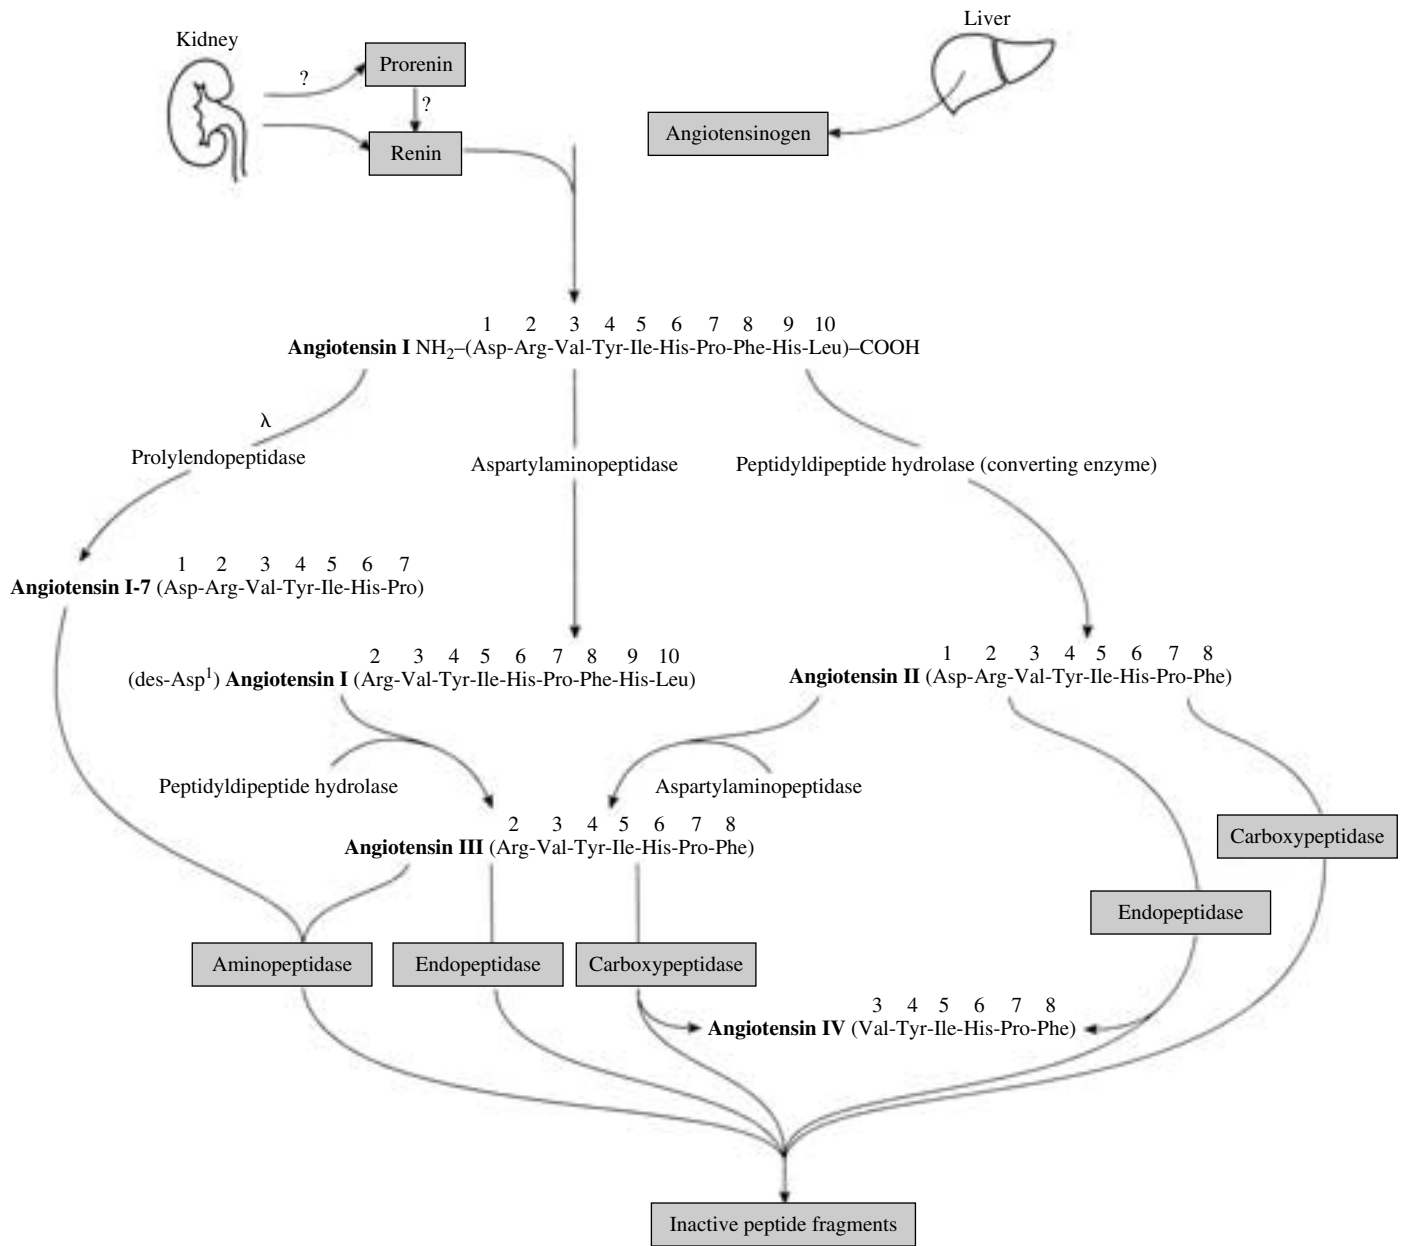 Liver
Kidney
?
Prorenin
?
Angiotensinogen
Renin
1 2 3 4 5 6 7 8 9 10
Angiotensin I NH₂–(Asp-Arg-Val-Tyr-Ile-His-Pro-Phe-His-Leu)–COOH
λ
Prolylendopeptidase
Aspartylaminopeptidase
Peptidyldipeptide hydrolase (converting enzyme)
1 2 3 4 5 6 7
Angiotensin I-7 (Asp-Arg-Val-Tyr-Ile-His-Pro)
2 3 4 5 6 7 8 9 10
(des-Asp¹) Angiotensin I (Arg-Val-Tyr-Ile-His-Pro-Phe-His-Leu)
1 2 3 4 5 6 7 8
Angiotensin II (Asp-Arg-Val-Tyr-Ile-His-Pro-Phe)
Peptidyldipeptide hydrolase
Aspartylaminopeptidase
2 3 4 5 6 7 8
Angiotensin III (Arg-Val-Tyr-Ile-His-Pro-Phe)
Carboxypeptidase
Endopeptidase
Aminopeptidase
Endopeptidase
Carboxypeptidase
3 4 5 6 7 8
Angiotensin IV (Val-Tyr-Ile-His-Pro-Phe)
Inactive peptide fragments